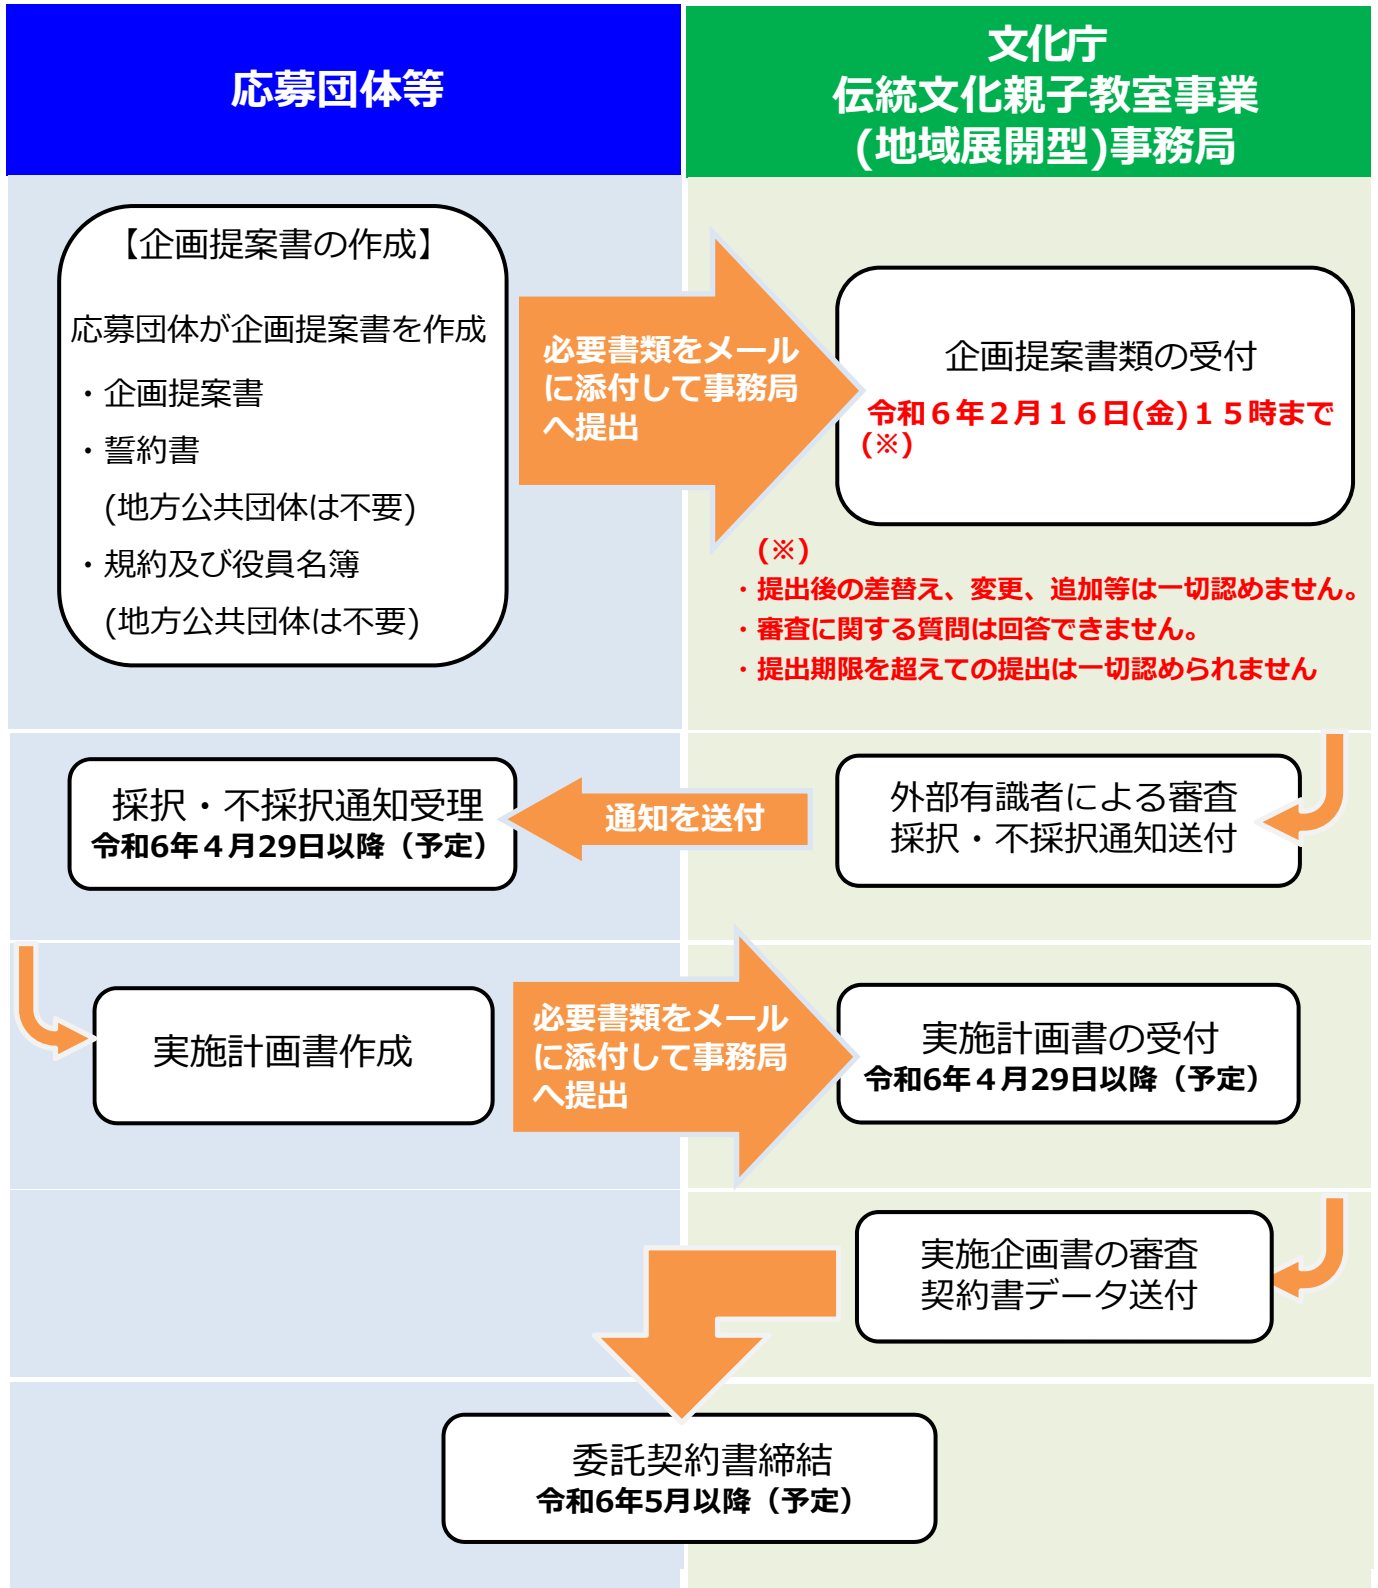 応募団体等
文化庁
伝統文化親子教室事業
(地域展開型)事務局
【企画提案書の作成】
応募団体が企画提案書を作成
・企画提案書
・誓約書
(地方公共団体は不要)
・規約及び役員名簿
(地方公共団体は不要)
必要書類をメール
に添付して事務局
へ提出
企画提案書類の受付
令和６年２月１６日(金)１５時まで
(※)
(※)
・提出後の差替え、変更、追加等は一切認めません。
・審査に関する質問は回答できません。
・提出期限を超えての提出は一切認められません
外部有識者による審査
採択・不採択通知送付
通知を送付
採択・不採択通知受理
令和6年４月29日以降（予定）
実施計画書作成
必要書類をメール
に添付して事務局
へ提出
実施計画書の受付
令和6年４月29日以降（予定）
実施企画書の審査
契約書データ送付
委託契約書締結
令和6年5月以降（予定）